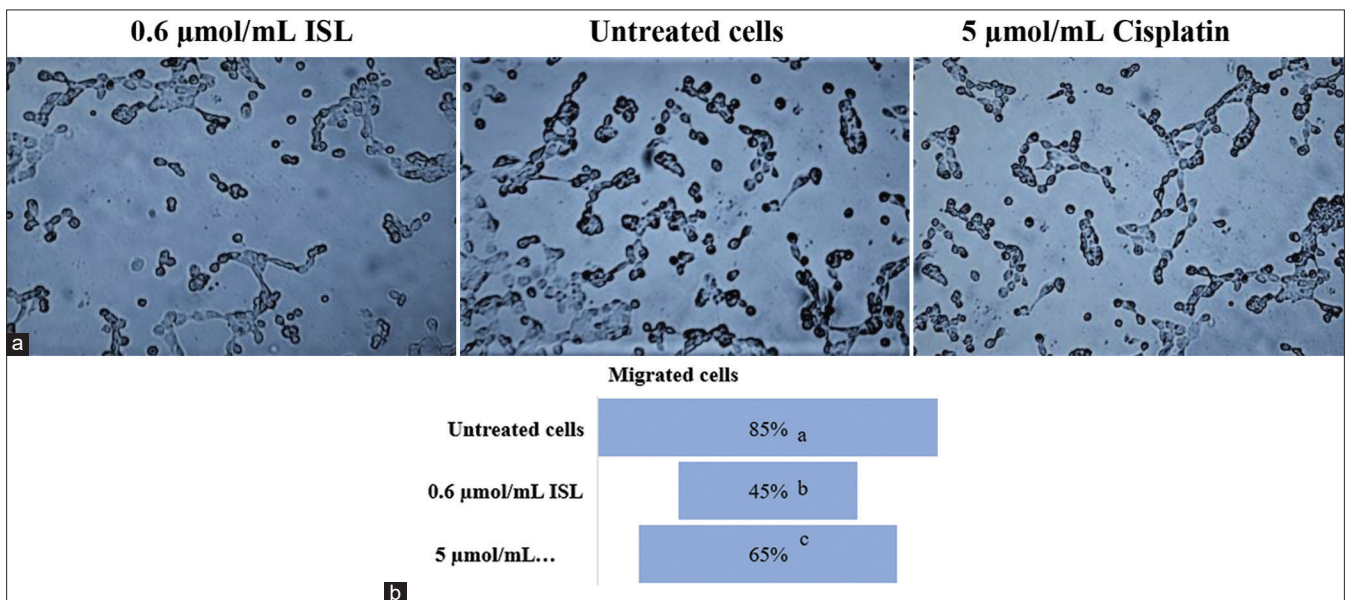 0.6 µmol/mL ISL
Untreated cells
5 µmol/mL Cisplatin
a
Migrated cells
Untreated cells
85% a
0.6 µmol/mL ISL
45% b
5 µmol/mL…
65% c
b